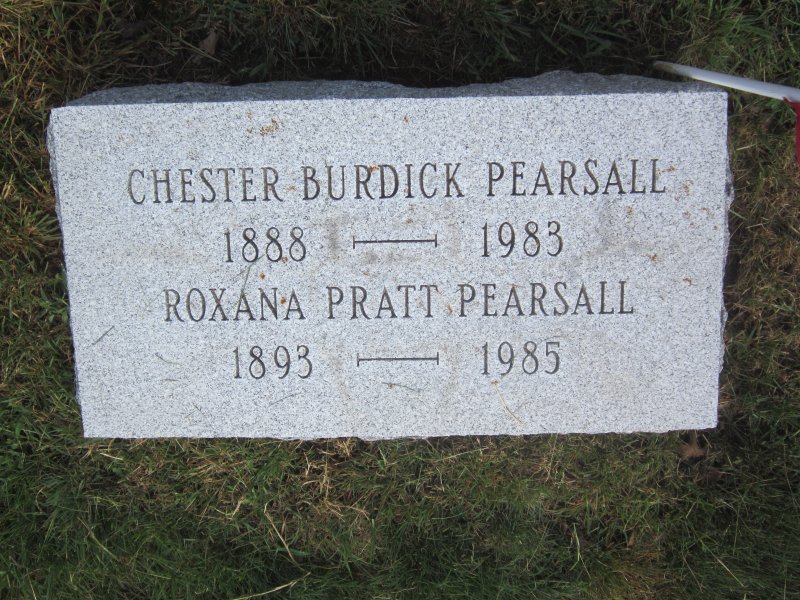 CHESTER BURDICK PEARSALL
1888 — 1983
ROXANA PRATT PEARSALL
1893 — 1985